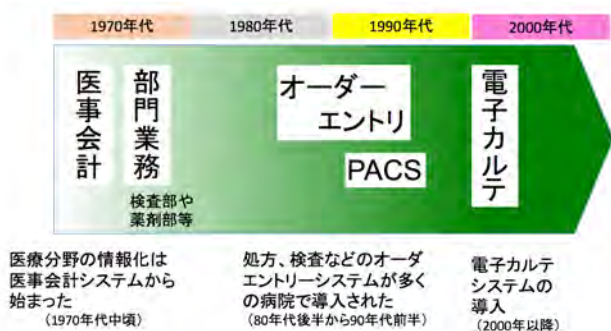 1970年代
1980年代
1990年代
2000年代
医事会計
部門業務
検査部や
薬剤部等
オーダー
エントリ
PACS
電子カルテ
医療分野の情報化は
医事会計システムから
始まった
(1970年代中頃)
処方、検査などのオーダ
エントリーシステムが多く
の病院で導入された
(80年代後半から90年代前半)
電子カルテ
システムの
導入
(2000年以降)